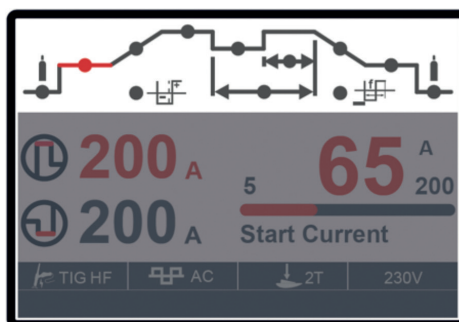 200 A
65 A
5 200
200 A
Start Current
TIG HF AC 2T 230V